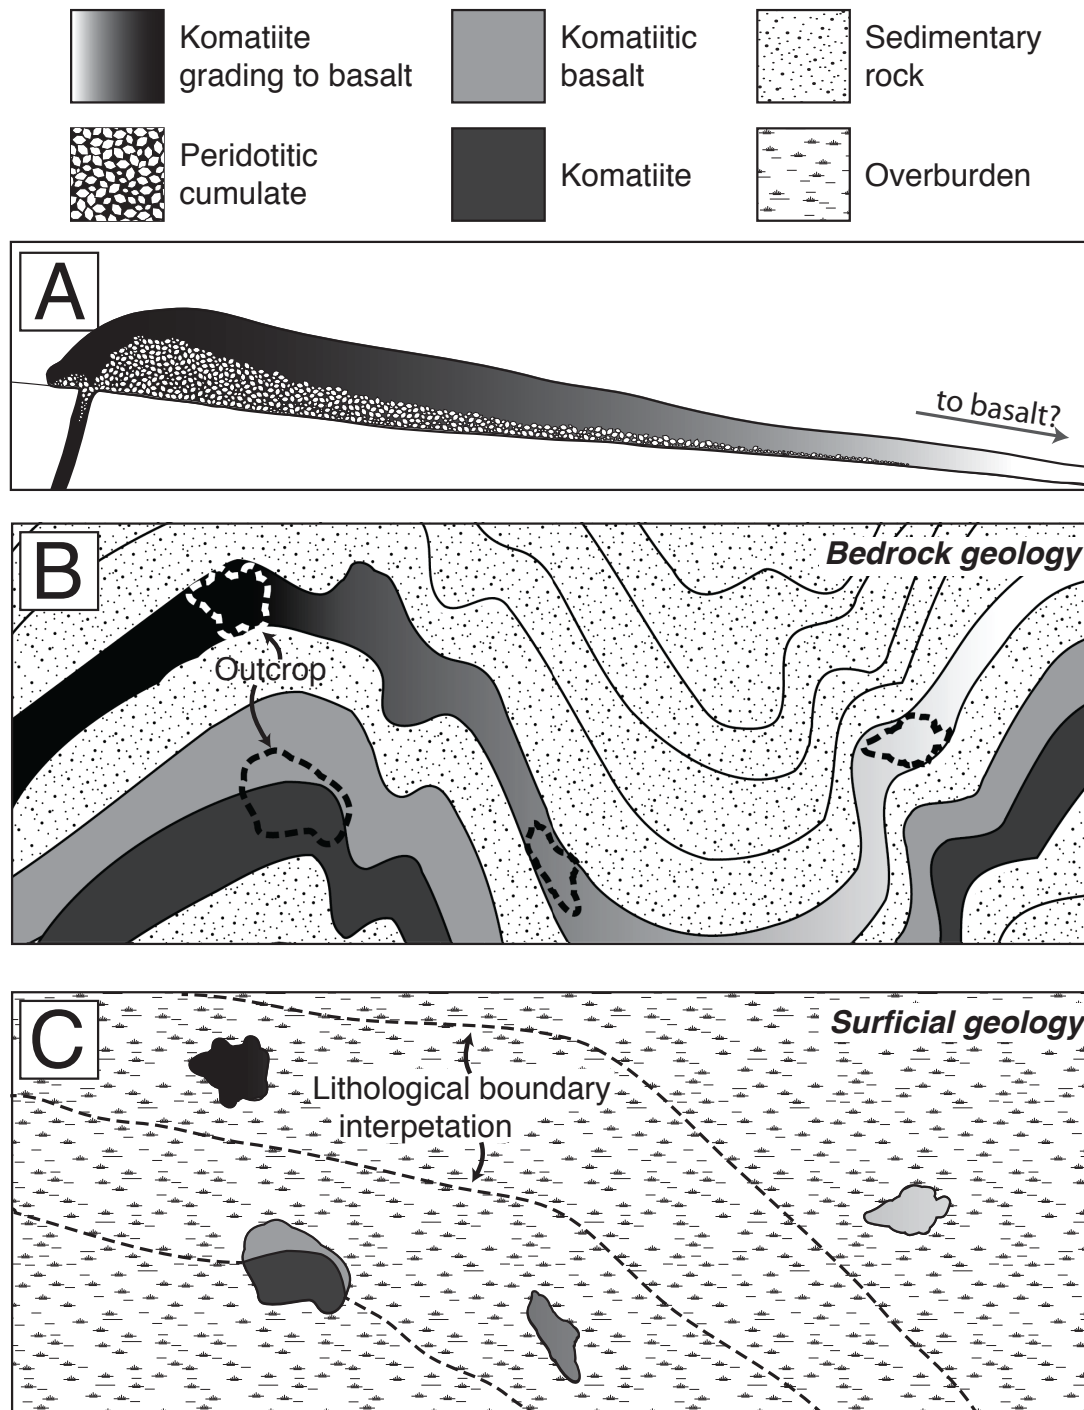 Komatiite
grading to basalt
Komatiitic
basalt
Sedimentary
rock
Peridotitic
cumulate
Komatiite
Overburden
A
to basalt?
B
Bedrock geology
Outcrop
C
Surficial geology
Lithological boundary
interpetation